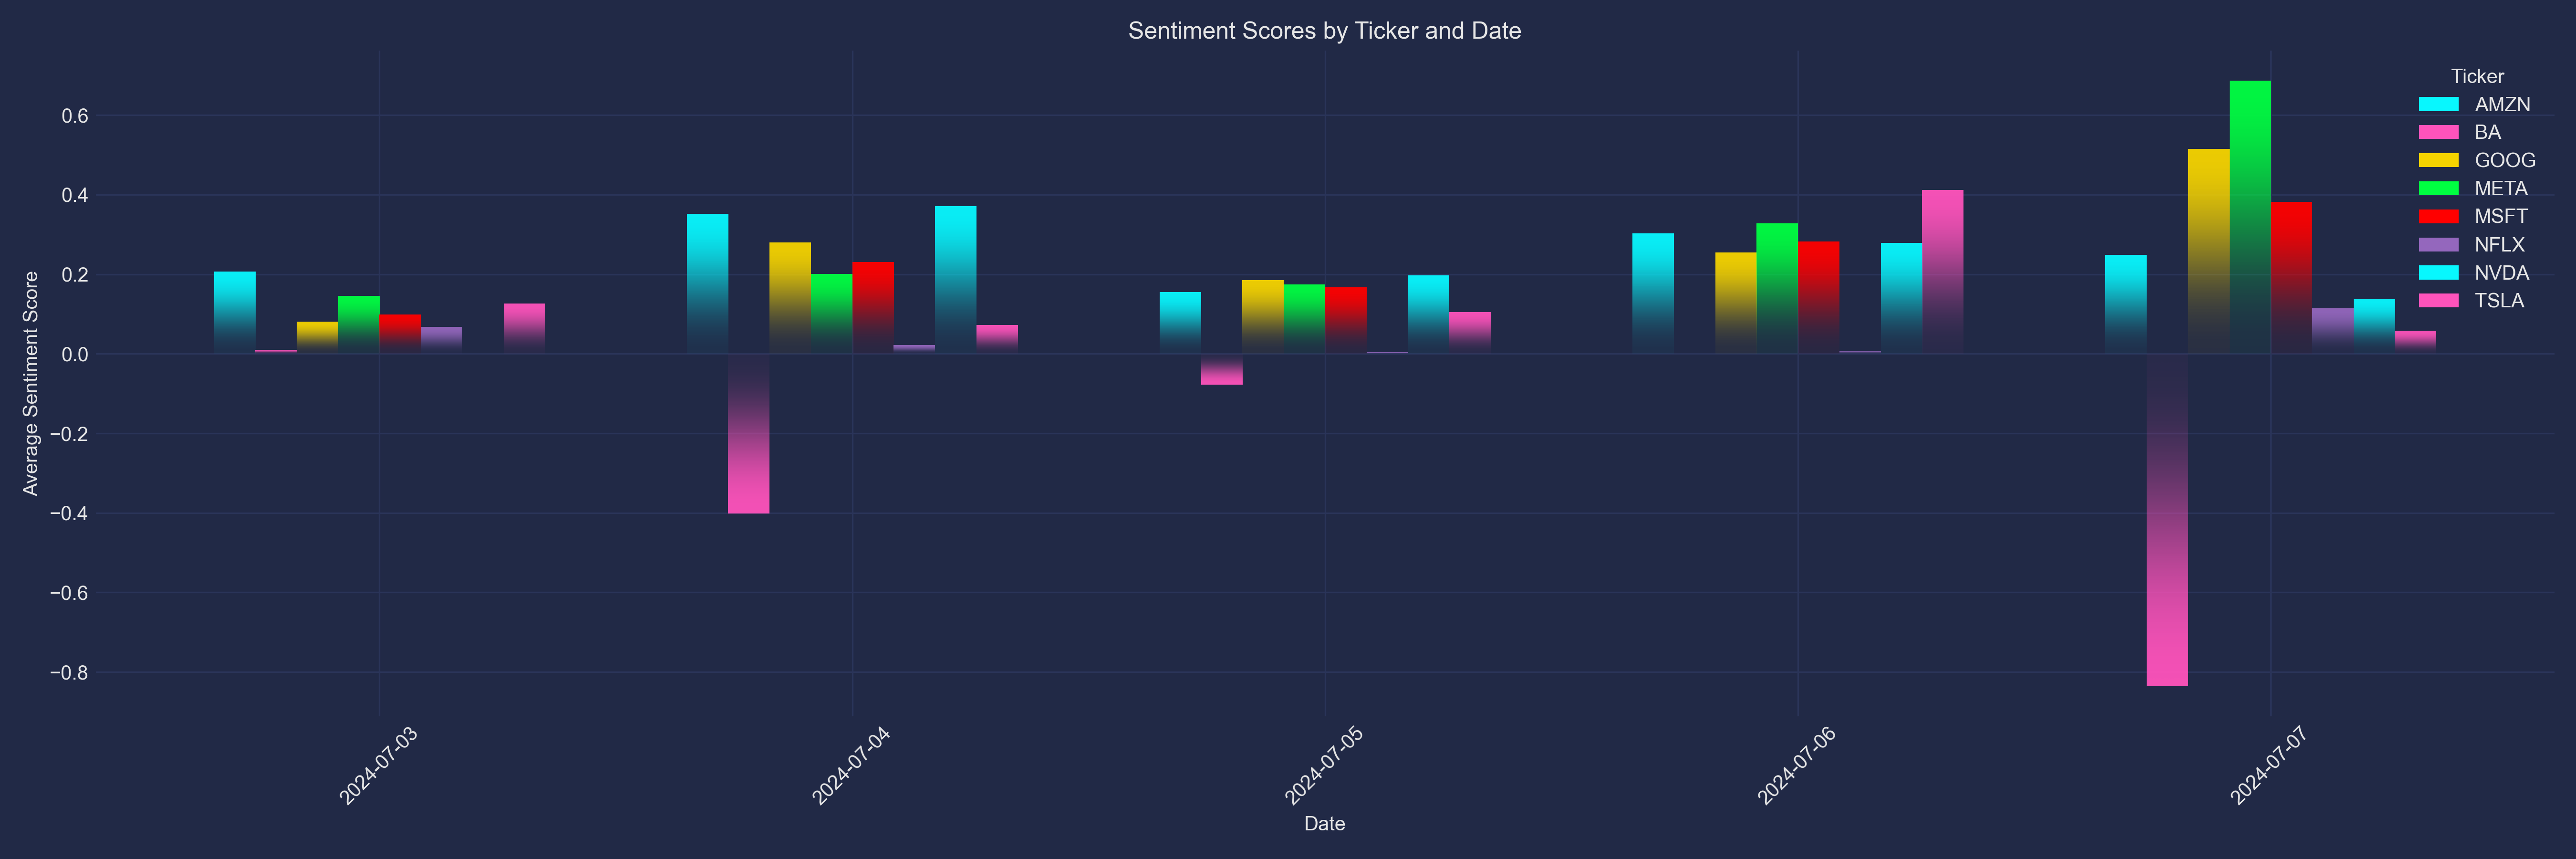 Sentiment Scores by Ticker and Date
Average Sentiment Score
0.6
0.4
0.2
0.0
−0.2
−0.4
−0.6
−0.8
Ticker
AMZN
BA
GOOG
META
MSFT
NFLX
NVDA
TSLA
2024-07-03
2024-07-04
2024-07-05
2024-07-06
2024-07-07
Date